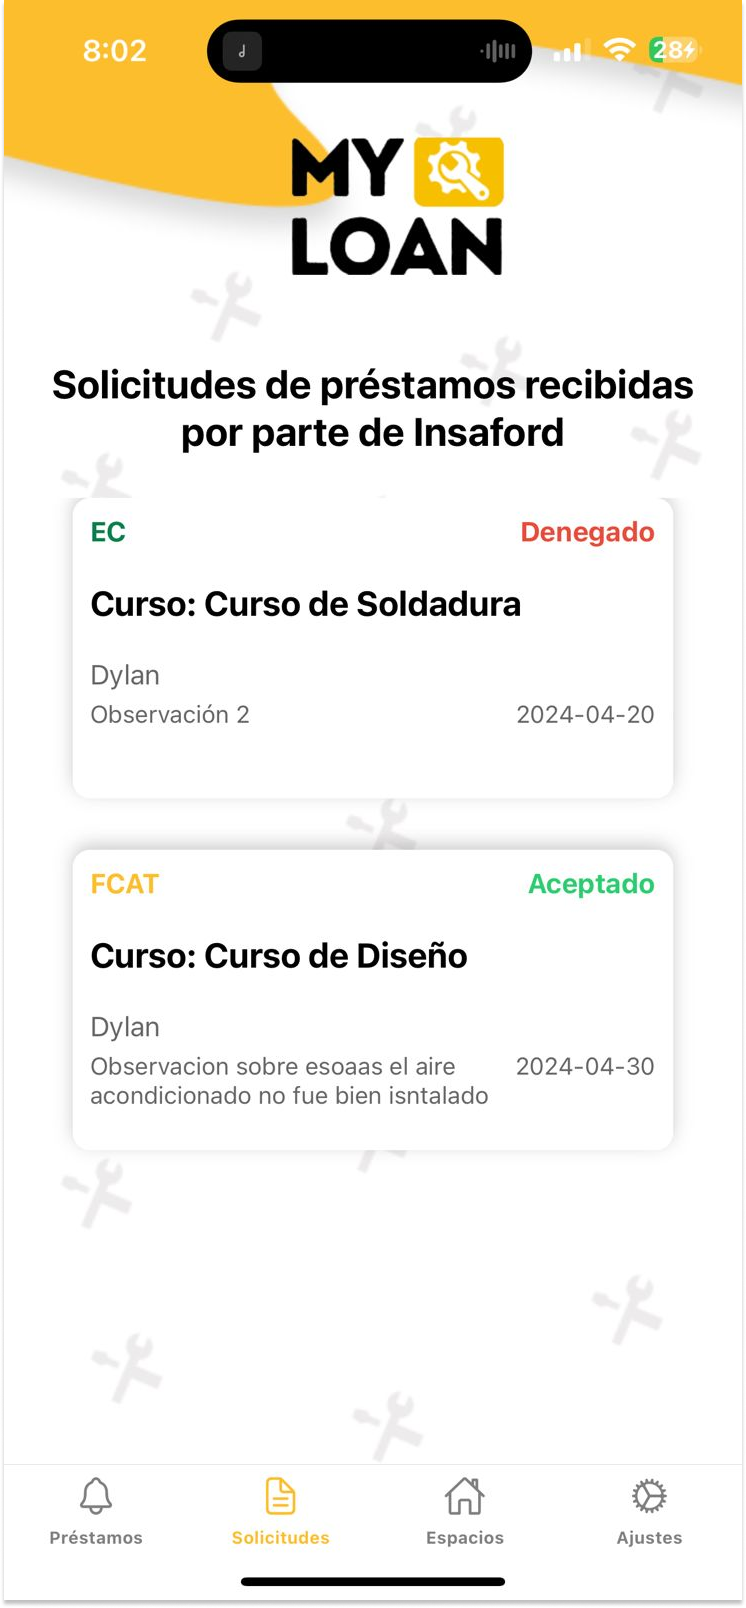 8:02
28
MY
LOAN
Solicitudes de préstamos recibidas
por parte de Insaford
EC
Denegado
Curso: Curso de Soldadura
Dylan
Observación 2
2024-04-20
FCAT
Aceptado
Curso: Curso de Diseño
Dylan
Observacion sobre esoaas el aire
2024-04-30
acondicionado no fue bien isntalado
Préstamos
Solicitudes
Espacios
Ajustes